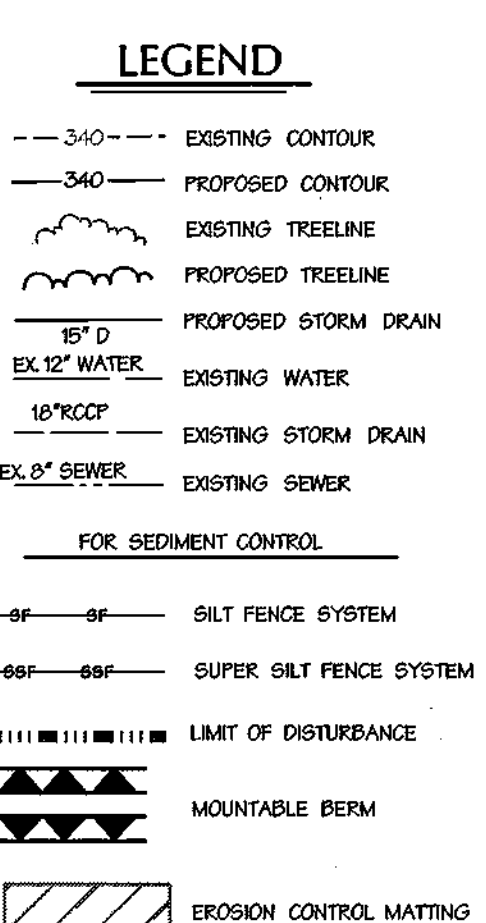 LEGEND
340 EXISTING CONTOUR
340 PROPOSED CONTOUR
EXISTING TREELINE
PROPOSED TREELINE
15" D PROPOSED STORM DRAIN
EX. 12" WATER EXISTING WATER
18"RCCP EXISTING STORM DRAIN
EX. 8" SEWER EXISTING SEWER
FOR SEDIMENT CONTROL
SF SF SILT FENCE SYSTEM
SSF SSF SUPER SILT FENCE SYSTEM
LIMIT OF DISTURBANCE
MOUNTABLE BERM
EROSION CONTROL MATTING